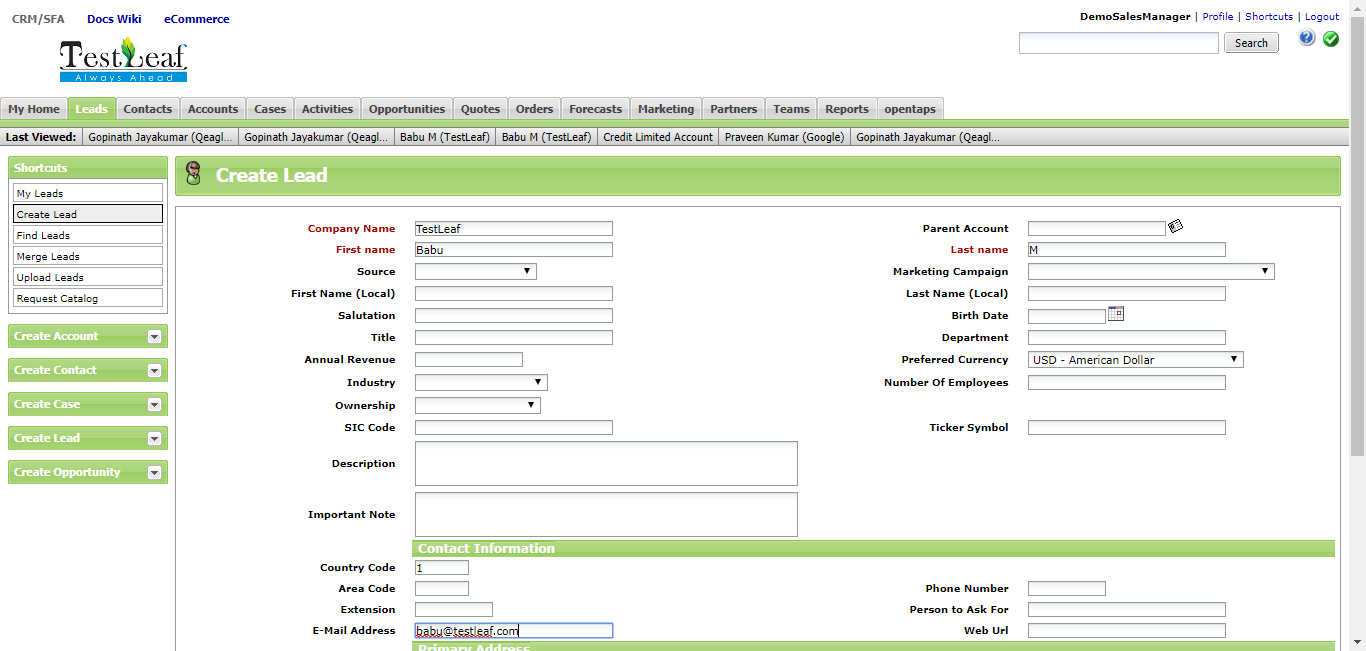 CRM/SFA Docs Wiki eCommerce
DemoSalesManager | Profile | Shortcuts | Logout
TestLeaf
Always Ahead
Search
My Home Leads Contacts Accounts Cases Activities Opportunities Quotes Orders Forecasts Marketing Partners Teams Reports opentaps
Last Viewed: Gopinath Jayakumar (Qeagl... Gopinath Jayakumar (Qeagl... Babu M (TestLeaf) Babu M (TestLeaf) Credit Limited Account Praveen Kumar (Google) Gopinath Jayakumar (Qeagl...
Shortcuts
My Leads
Create Lead
Find Leads
Merge Leads
Upload Leads
Request Catalog
Create Account
Create Contact
Create Case
Create Lead
Create Opportunity
Create Lead
Company Name TestLeaf Parent Account
First name Babu Last name M
Source Marketing Campaign
First Name (Local) Last Name (Local)
Salutation Birth Date
Title Department
Annual Revenue Preferred Currency USD - American Dollar
Industry Number Of Employees
Ownership
SIC Code Ticker Symbol
Description
Important Note
Contact Information
Country Code 1
Area Code Phone Number
Extension Person to Ask For
E-Mail Address babu@testleaf.com Web Url
Primary Address